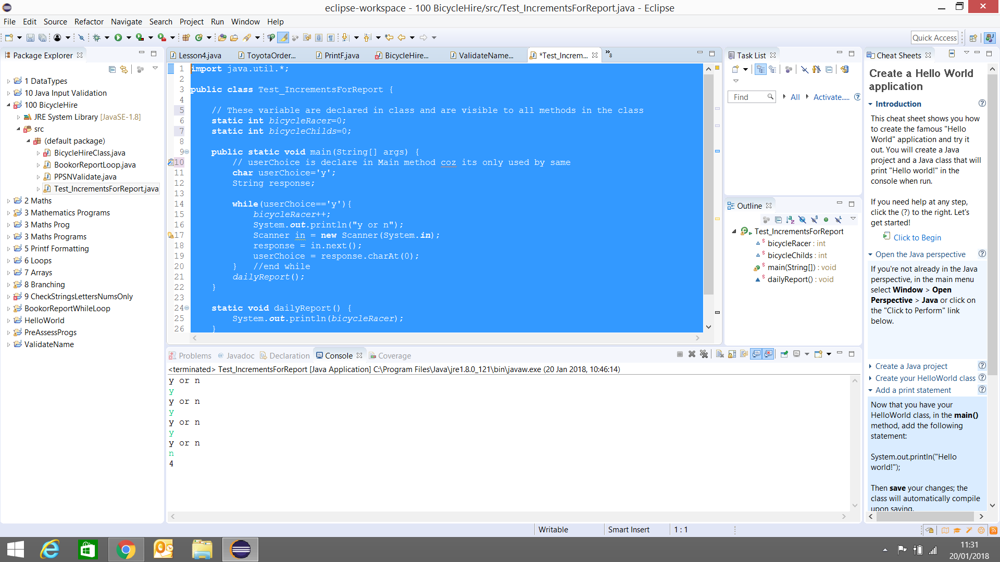 eclipse-workspace - 100 BicycleHire/src/Test_IncrementsForReport.java - Eclipse
File Edit Source Refactor Navigate Search Project Run Window Help
Quick Access
Package Explorer
1 DataTypes
10 Java Input Validation
100 BicycleHire
JRE System Library [JavaSE-1.8]
src
(default package)
BicycleHireClass.java
BookorReportLoop.java
PPSNValidate.java
Test_IncrementsForReport.java
2 Maths
3 Mathematics Programs
3 Maths Prog
3 Maths Programs
5 Printf Formatting
6 Loops
7 Arrays
8 Branching
9 CheckStringsLettersNumsOnly
BookorReportWhileLoop
HelloWorld
PreAssessProgs
ValidateName
Lesson4.java ToyotaOrder... PrintF.java BicycleHire... ValidateName... *Test_Increm... »8
1 import java.util.*;
2
3 public class Test_IncrementsForReport {
4
5 // These variable are declared in class and are visible to all methods in the class
6 static int bicycleRacer=0;
7 static int bicycleChilds=0;
8
9 public static void main(String[] args) {
10 // userChoice is declare in Main method coz its only used by same
11 char userChoice='y';
12 String response;
13
14 while(userChoice=='y'){
15 bicycleRacer++;
16 System.out.println("y or n");
17 Scanner in = new Scanner(System.in);
18 response = in.next();
19 userChoice = response.charAt(0);
20 } //end while
21 dailyReport();
22 }
23
24 static void dailyReport() {
25 System.out.println(bicycleRacer);
26 }
Problems Javadoc Declaration Console Coverage
<terminated> Test_IncrementsForReport [Java Application] C:\Program Files\Java\jre1.8.0_121\bin\javaw.exe (20 Jan 2018, 10:46:14)
y or n
y
y or n
y
y or n
y
y or n
n
4
Task List
Find All Activate.....
Outline
Test_IncrementsForReport
bicycleRacer : int
bicycleChilds : int
main(String[]) : void
dailyReport() : void
Cheat Sheets
Create a Hello World
application
Introduction
This cheat sheet shows you how
to create the famous "Hello
World" application and try it
out. You will create a Java
project and a Java class that will
print "Hello world!" in the
console when run.
If you need help at any step,
click the (?) to the right. Let's
get started!
Click to Begin
Open the Java perspective
If you're not already in the Java
perspective, in the main menu
select Window > Open
Perspective > Java or click on
the "Click to Perform" link
below.
Create a Java project
Create your HelloWorld class
Add a print statement
Now that you have your
HelloWorld class, in the main()
method, add the following
statement:
System.out.println("Hello
world!");
Then save your changes; the
class will automatically compile
upon saving.
Writable Smart Insert 1 : 1
11:31
20/01/2018